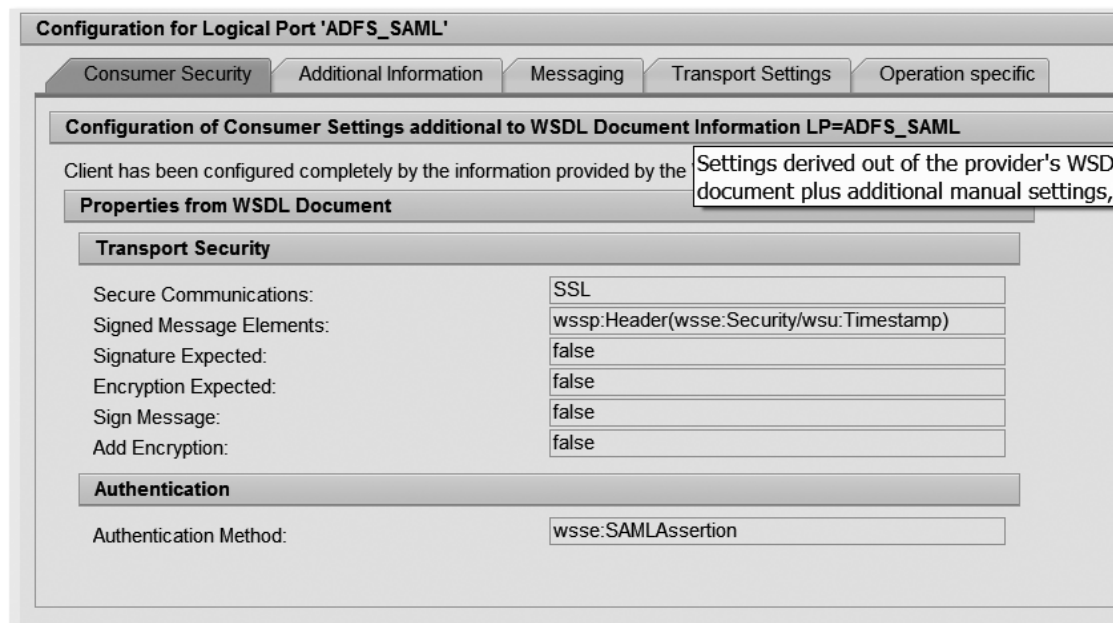 Configuration for Logical Port 'ADFS_SAML'
Consumer Security Additional Information Messaging Transport Settings Operation specific
Configuration of Consumer Settings additional to WSDL Document Information LP=ADFS_SAML
Client has been configured completely by the information provided by the
Settings derived out of the provider's WSD
document plus additional manual settings,
Properties from WSDL Document
Transport Security
Secure Communications: SSL
Signed Message Elements: wssp:Header(wsse:Security/wsu:Timestamp)
Signature Expected: false
Encryption Expected: false
Sign Message: false
Add Encryption: false
Authentication
Authentication Method: wsse:SAMLAssertion